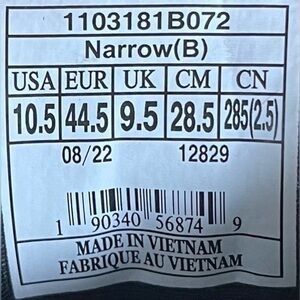 1103181B072
Narrow(B)
USA EUR UK CM CN
10.5 44.5 9.5 28.5 285(2.5)
08/22 12829
1 90340 56874 9
MADE IN VIETNAM
FABRIQUE AU VIETNAM